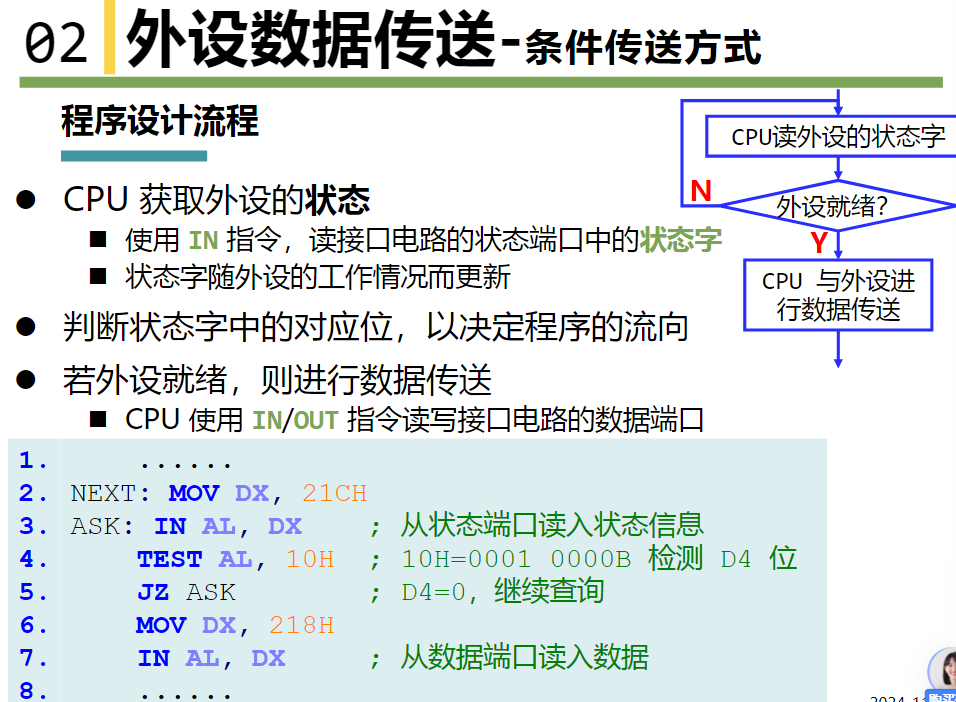 02 外设数据传送-条件传送方式
程序设计流程
● CPU 获取外设的状态
■ 使用 IN 指令，读接口电路的状态端口中的状态字
■ 状态字随外设的工作情况而更新
● 判断状态字中的对应位，以决定程序的流向
● 若外设就绪，则进行数据传送
■ CPU 使用 IN/OUT 指令读写接口电路的数据端口
CPU读外设的状态字
N
外设就绪?
Y
CPU 与外设进
行数据传送
1. ......
2. NEXT: MOV DX, 21CH
3. ASK: IN AL, DX ; 从状态端口读入状态信息
4. TEST AL, 10H ; 10H=0001 0000B 检测 D4 位
5. JZ ASK ; D4=0, 继续查询
6. MOV DX, 218H
7. IN AL, DX ; 从数据端口读入数据
8. ......